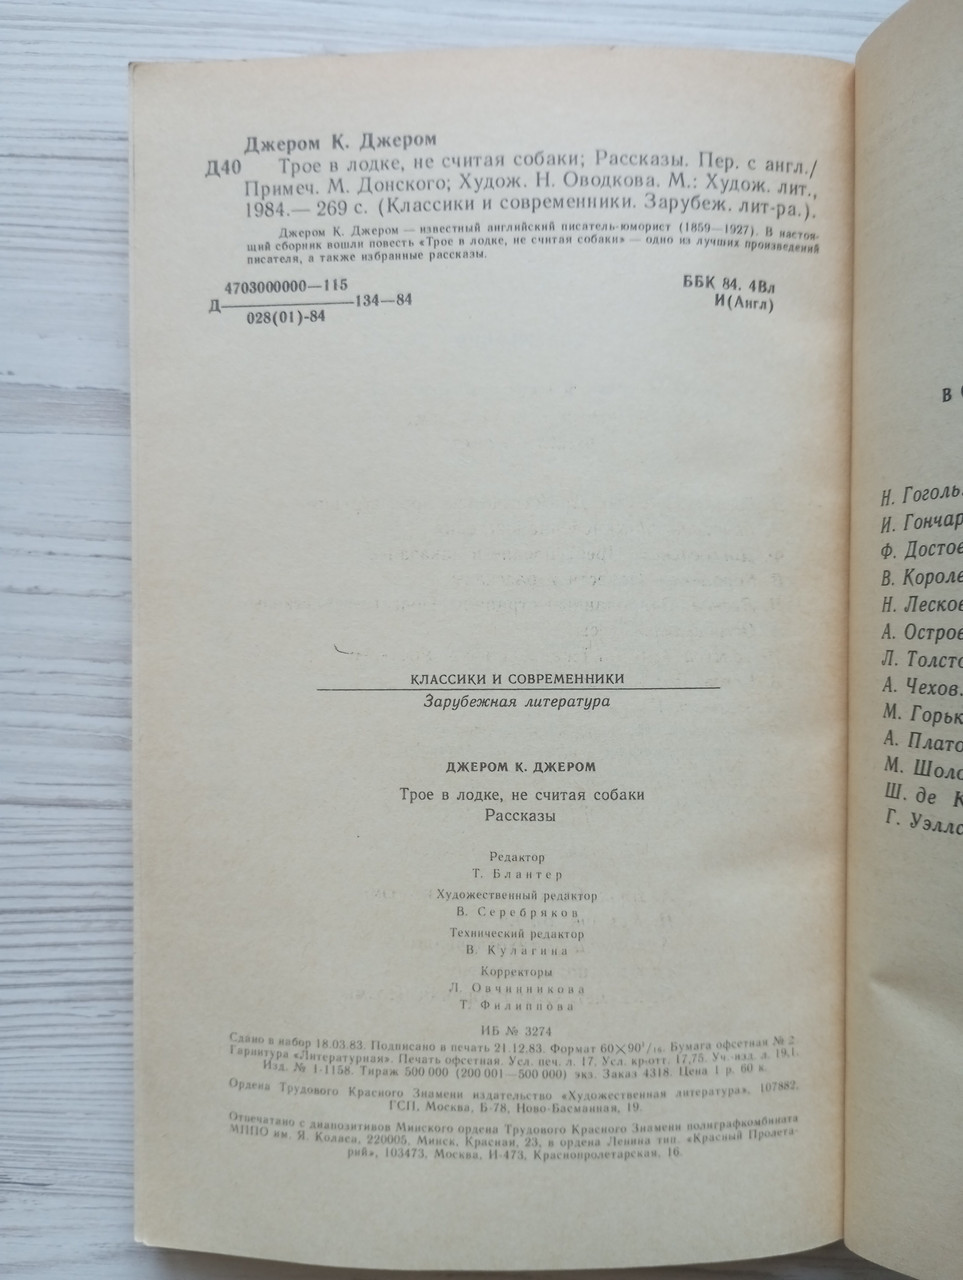 Джером К. Джером
Д40 Трое в лодке, не считая собаки; Рассказы. Пер. с англ./
Примеч. М. Донского; Худож. Н. Оводкова. М.: Худож. лит.,
1984.— 269 с. (Классики и современники. Зарубеж. лит-ра.).
Джером К. Джером — известный английский писатель-юморист (1859—1927). В настоя-
щий сборник вошли повесть «Трое в лодке, не считая собаки» — одно из лучших произведений
писателя, а также избранные рассказы.
4703000000—115
Д 134—84
028(01)-84
ББК 84. 4Вл
И(Англ)
КЛАССИКИ И СОВРЕМЕННИКИ
Зарубежная литература
ДЖЕРОМ К. ДЖЕРОМ
Трое в лодке, не считая собаки
Рассказы
Редактор
Т. Блантер
Художественный редактор
В. Серебряков
Технический редактор
В. Кулагина
Корректоры
Л. Овчинникова
Т. Филиппова
ИБ № 3274
Сдано в набор 18.03.83. Подписано в печать 21.12.83. Формат 60×90¹/₁₆. Бумага офсетная № 2.
Гарнитура «Литературная». Печать офсетная. Усл. печ. л. 17. Усл. кр-отт. 17,75. Уч.-изд. л. 19,1.
Изд. № I-1158. Тираж 500 000 (200 001—500 000) экз. Заказ 4318. Цена 1 р. 60 к.
Ордена Трудового Красного Знамени издательство «Художественная литература», 107882,
ГСП, Москва, Б-78, Ново-Басманная, 19.
Отпечатано с диапозитивов Минского ордена Трудового Красного Знамени полиграфкомбината
МППО им. Я. Коласа, 220005, Минск, Красная, 23, в ордена Ленина тип. «Красный Пролета-
рий», 103473, Москва, И-473, Краснопролетарская, 16.
В
Н. Гоголь.
И. Гончар
Ф. Достое
В. Короле
Н. Лесков
А. Остров
Л. Толсто
А. Чехов.
М. Горьк
А. Плато
М. Шоло
Ш. де К
Г. Уэллс